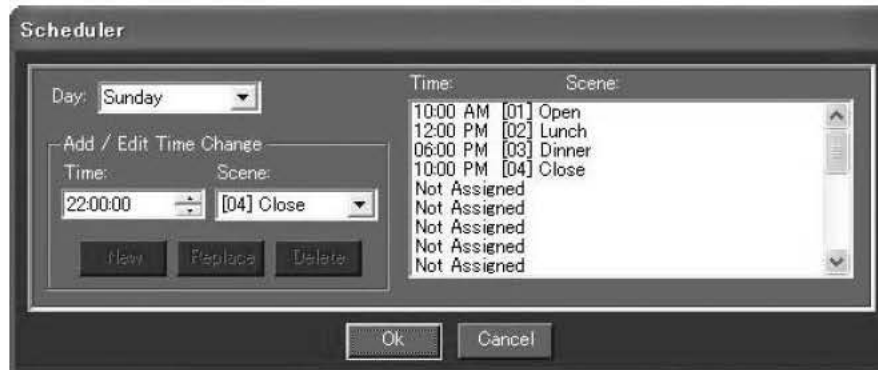 Scheduler
Day: Sunday
Add / Edit Time Change
Time: Scene:
22:00:00 [04] Close
New Replace Delete
Time: Scene:
10:00 AM [01] Open
12:00 PM [02] Lunch
06:00 PM [03] Dinner
10:00 PM [04] Close
Not Assigned
Not Assigned
Not Assigned
Not Assigned
Not Assigned
Ok Cancel